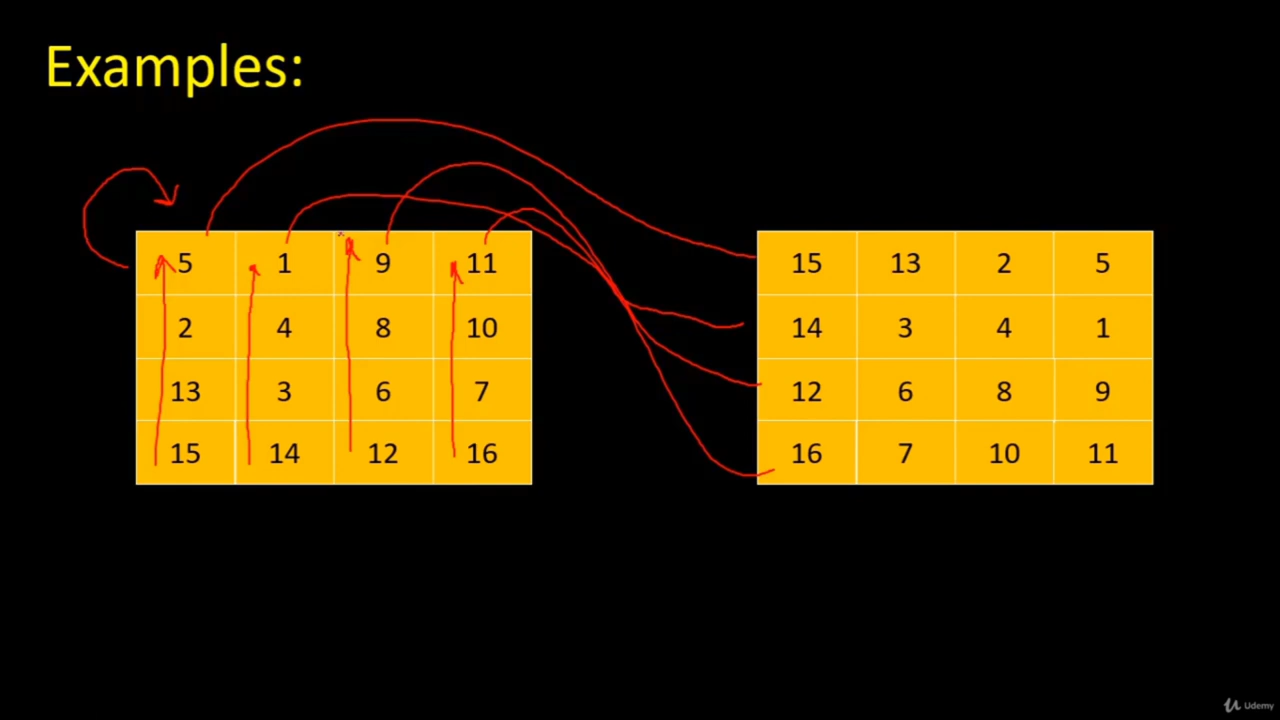 Examples:
5 1 9 11
2 4 8 10
13 3 6 7
15 14 12 16
15 13 2 5
14 3 4 1
12 6 8 9
16 7 10 11
Udemy